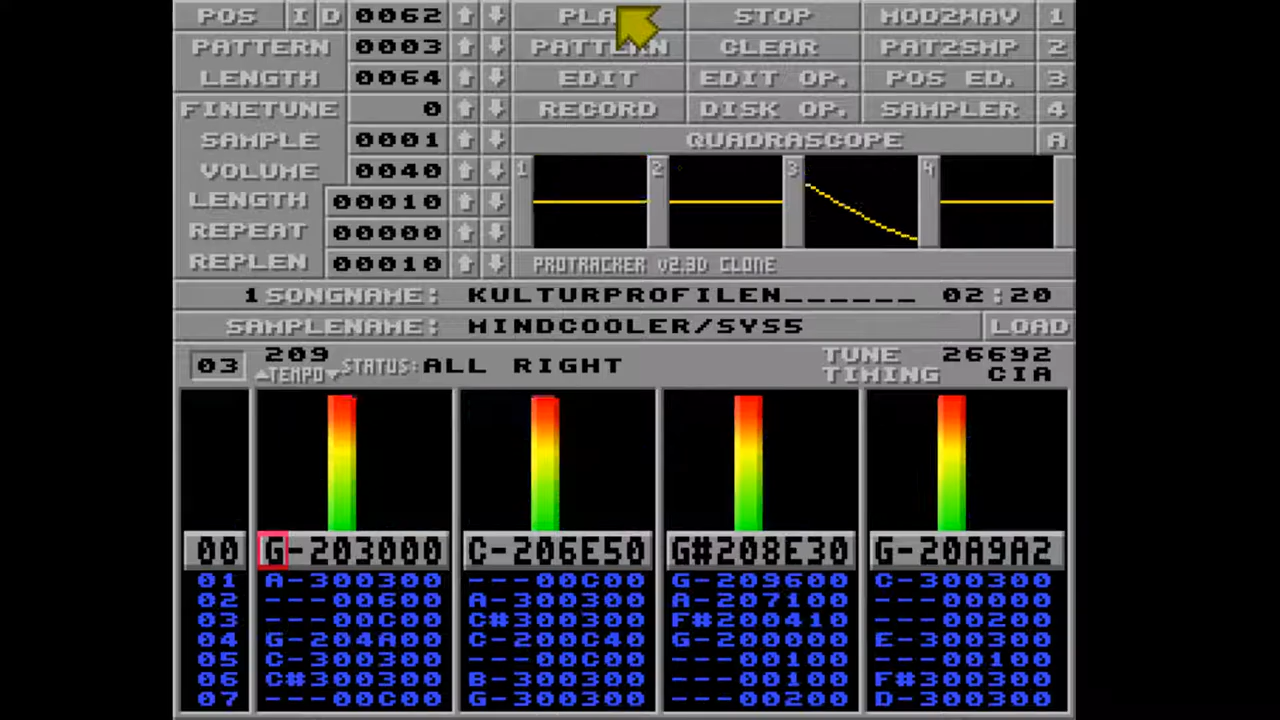 POS I D 0062 PLA STOP MOD2WAV 1
PATTERN 0003 PATTERN CLEAR PAT2SMP 2
LENGTH 0064 EDIT EDIT OP. POS ED. 3
FINETUNE 0 RECORD DISK OP. SAMPLER 4
SAMPLE 0001 QUADRASCOPE A
VOLUME 0040 1 2 3 4
LENGTH 00010
REPEAT 00000
REPLEN 00010 PROTRACKER v2.3D CLONE
1 SONGNAME: KULTURPROFILEN______ 02:20
SAMPLENAME: MINDCOOLER/SYS5 LOAD
03 209 TEMPO STATUS: ALL RIGHT TUNE 26692
TIMING CIA
00 G-203000 C-206E50 G#208E30 G-20A9A2
01 A-300300 ---00C00 G-209600 C-300300
02 ---00600 A-300300 A-207100 ---00000
03 ---00C00 C#300300 F#200410 ---00200
04 G-204A00 C-200C40 G-200000 E-300300
05 C-300300 ---00C00 ---00100 ---00100
06 C#300300 B-300300 ---00100 F#300300
07 ---00C00 G-300300 ---00200 D-300300